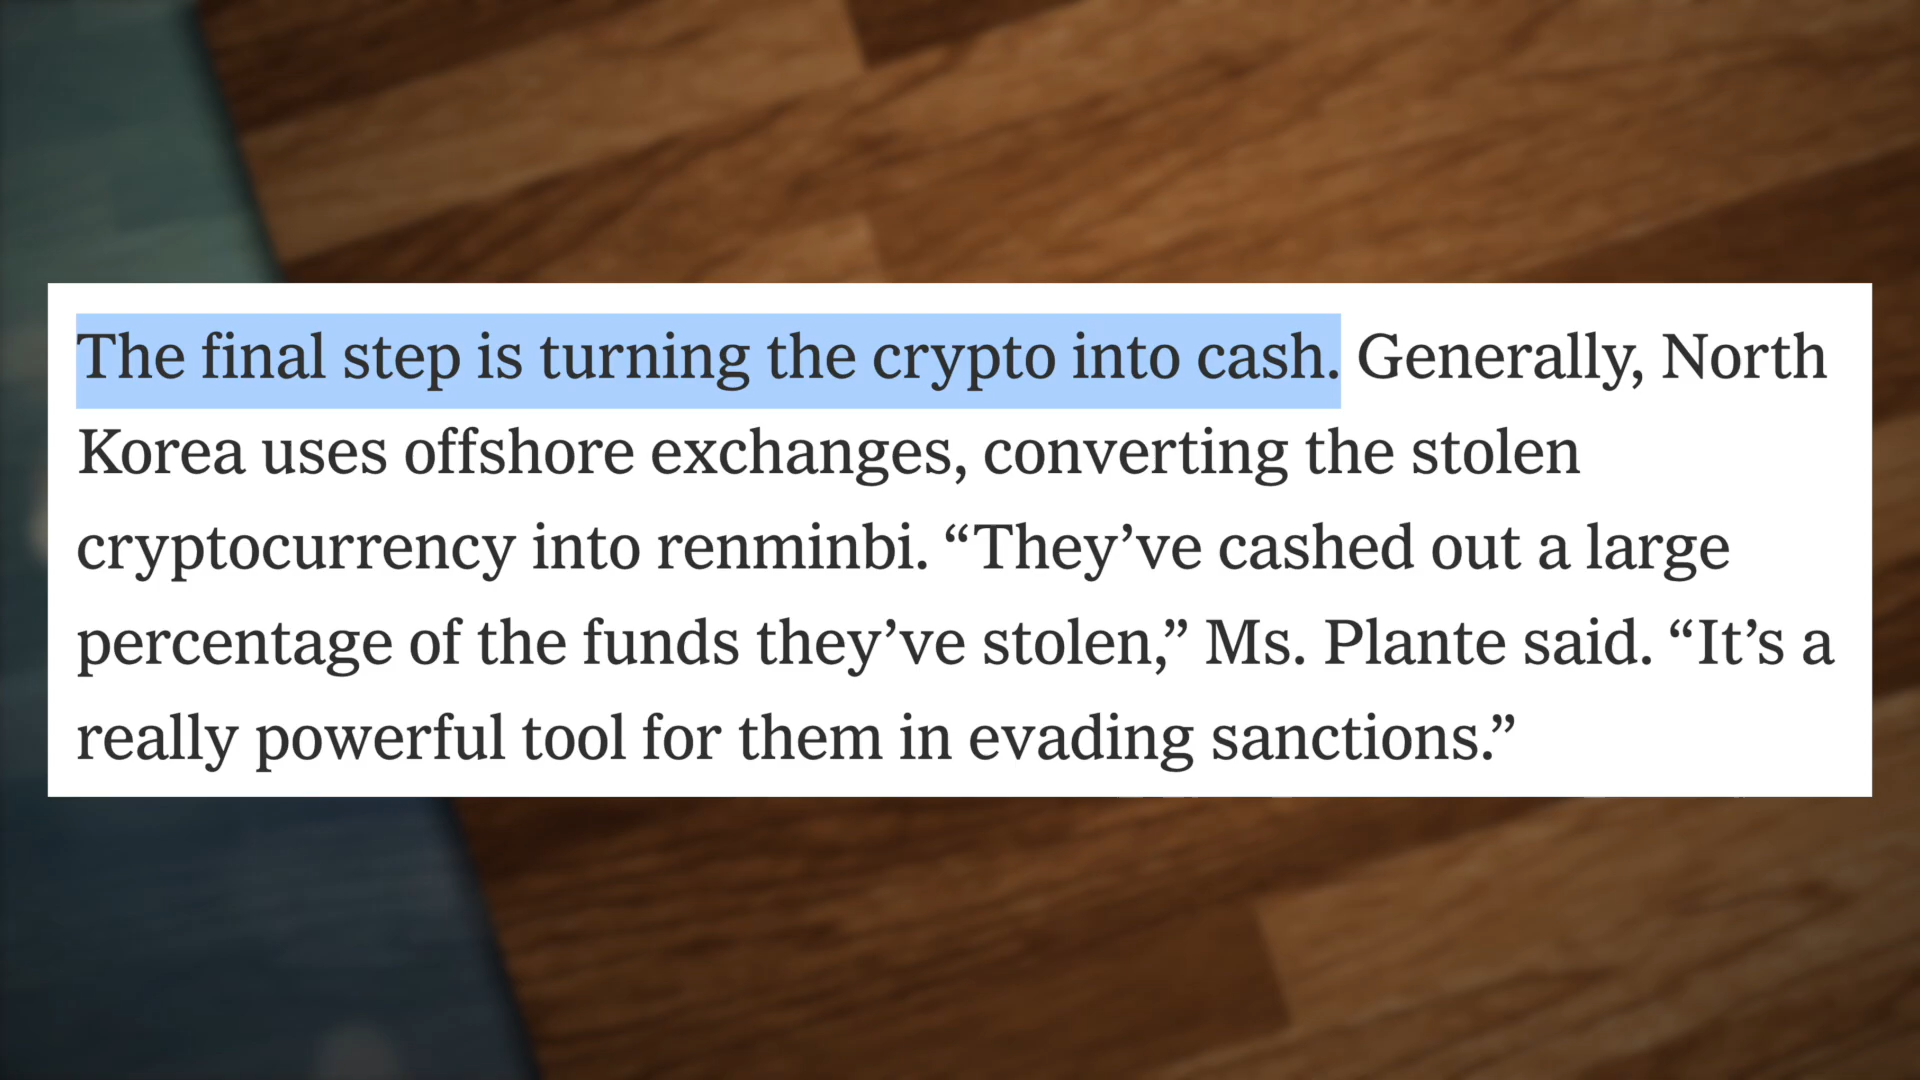 The final step is turning the crypto into cash. Generally, North
Korea uses offshore exchanges, converting the stolen
cryptocurrency into renminbi. “They’ve cashed out a large
percentage of the funds they’ve stolen,” Ms. Plante said. “It’s a
really powerful tool for them in evading sanctions.”